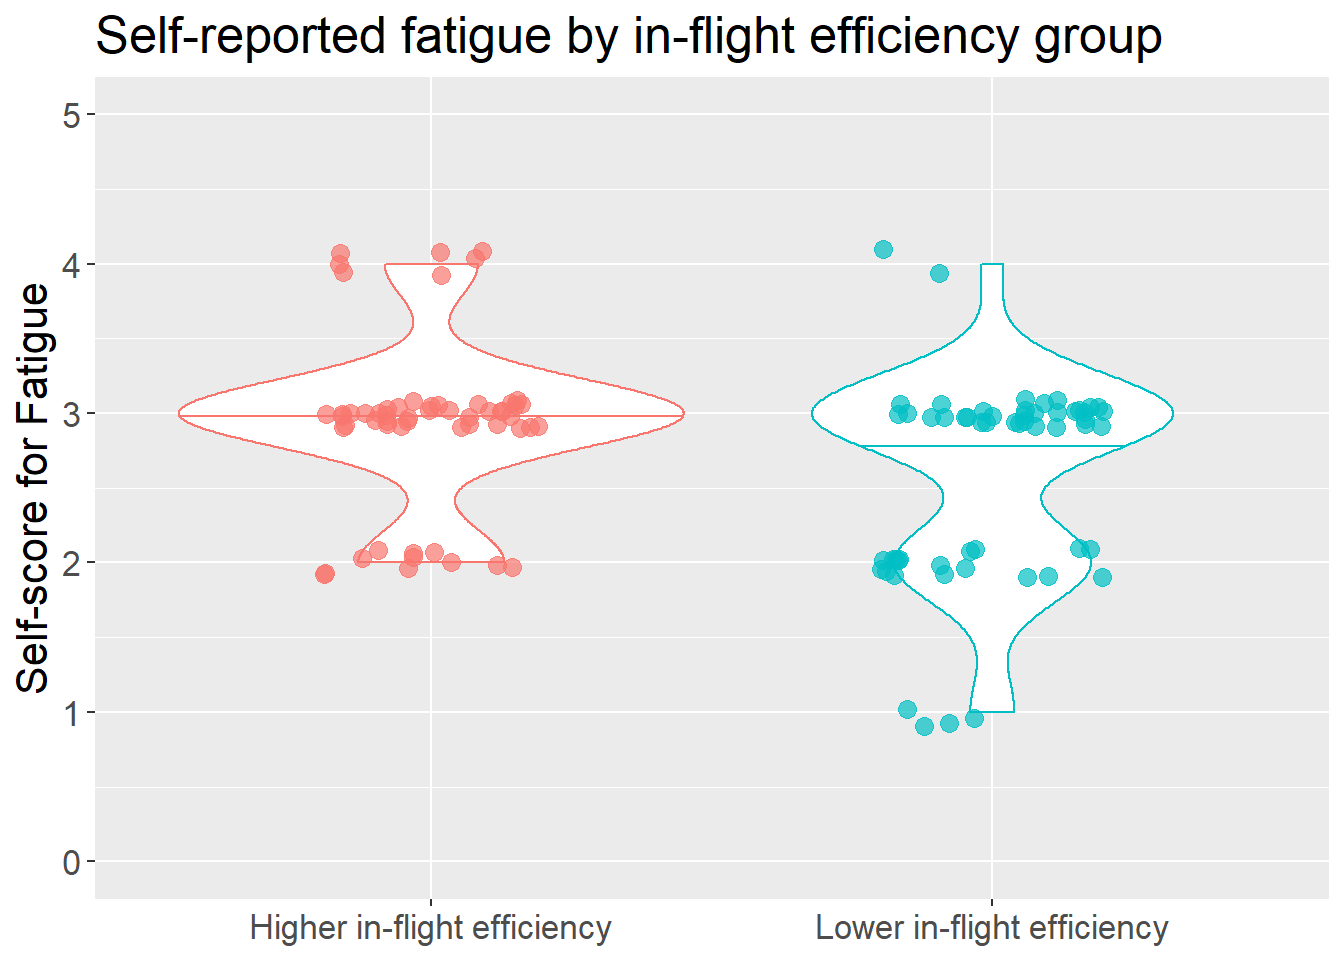 Self-reported fatigue by in-flight efficiency group
Self-score for Fatigue
5
4
3
2
1
0
Higher in-flight efficiency
Lower in-flight efficiency